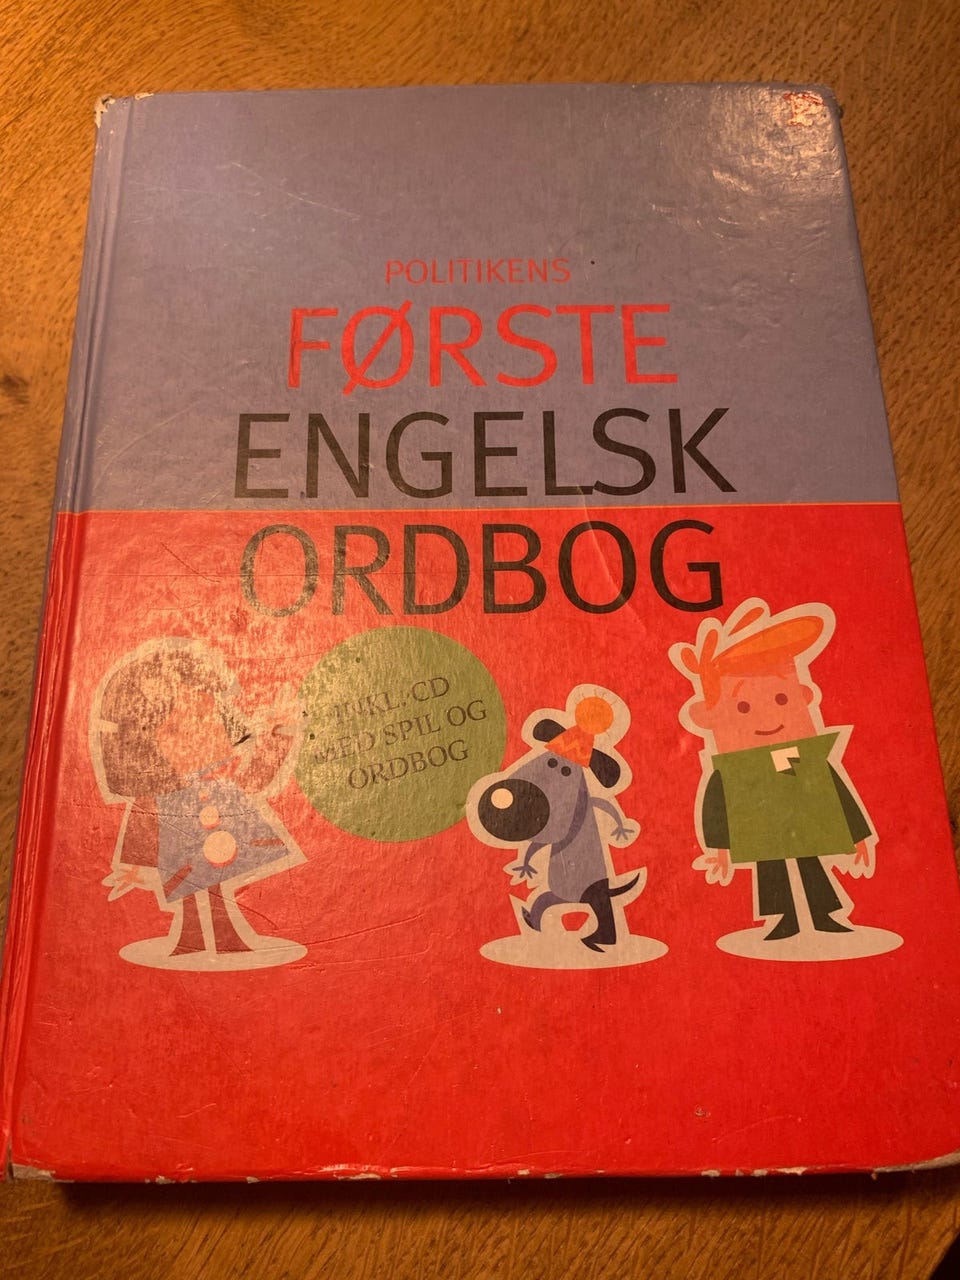 POLITIKENS
FØRSTE
ENGELSK
ORDBOG
INKL. CD
MED SPIL OG
ORDBOG